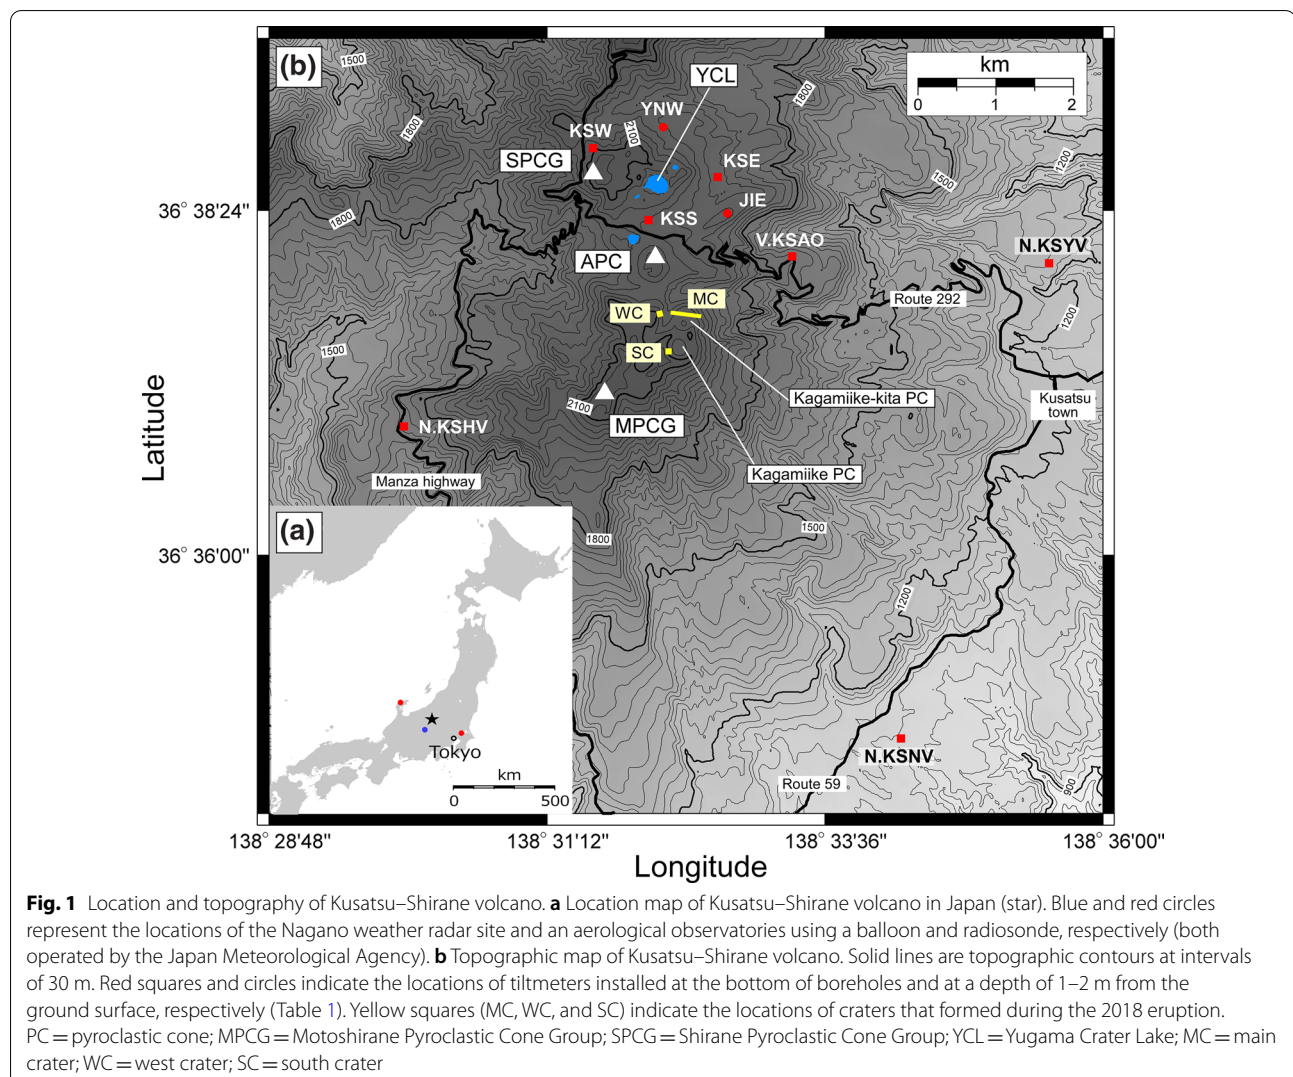 (b)
1500
1800
YCL
YNW
2100
KSW
SPCG
KSE
JIE
KSS
V.KSAO
APC
1800
1500
1200
km
0 1 2
N.KSYV
Route 292
1200
MC
WC
SC
1800
1500
Kagamiike-kita PC
Kusatsu
town
2100
MPCG
N.KSHV
Kagamiike PC
Manza highway
1800
1500
1200
900
N.KSNV
Route 59
(a)
Tokyo
km
0 500
36° 38'24"
36° 36'00"
Latitude
138° 28'48" 138° 31'12" 138° 33'36" 138° 36'00"
Longitude
Fig. 1 Location and topography of Kusatsu–Shirane volcano. a Location map of Kusatsu–Shirane volcano in Japan (star). Blue and red circles
represent the locations of the Nagano weather radar site and an aerological observatories using a balloon and radiosonde, respectively (both
operated by the Japan Meteorological Agency). b Topographic map of Kusatsu–Shirane volcano. Solid lines are topographic contours at intervals
of 30 m. Red squares and circles indicate the locations of tiltmeters installed at the bottom of boreholes and at a depth of 1–2 m from the
ground surface, respectively (Table 1). Yellow squares (MC, WC, and SC) indicate the locations of craters that formed during the 2018 eruption.
PC = pyroclastic cone; MPCG = Motoshirane Pyroclastic Cone Group; SPCG = Shirane Pyroclastic Cone Group; YCL = Yugama Crater Lake; MC = main
crater; WC = west crater; SC = south crater